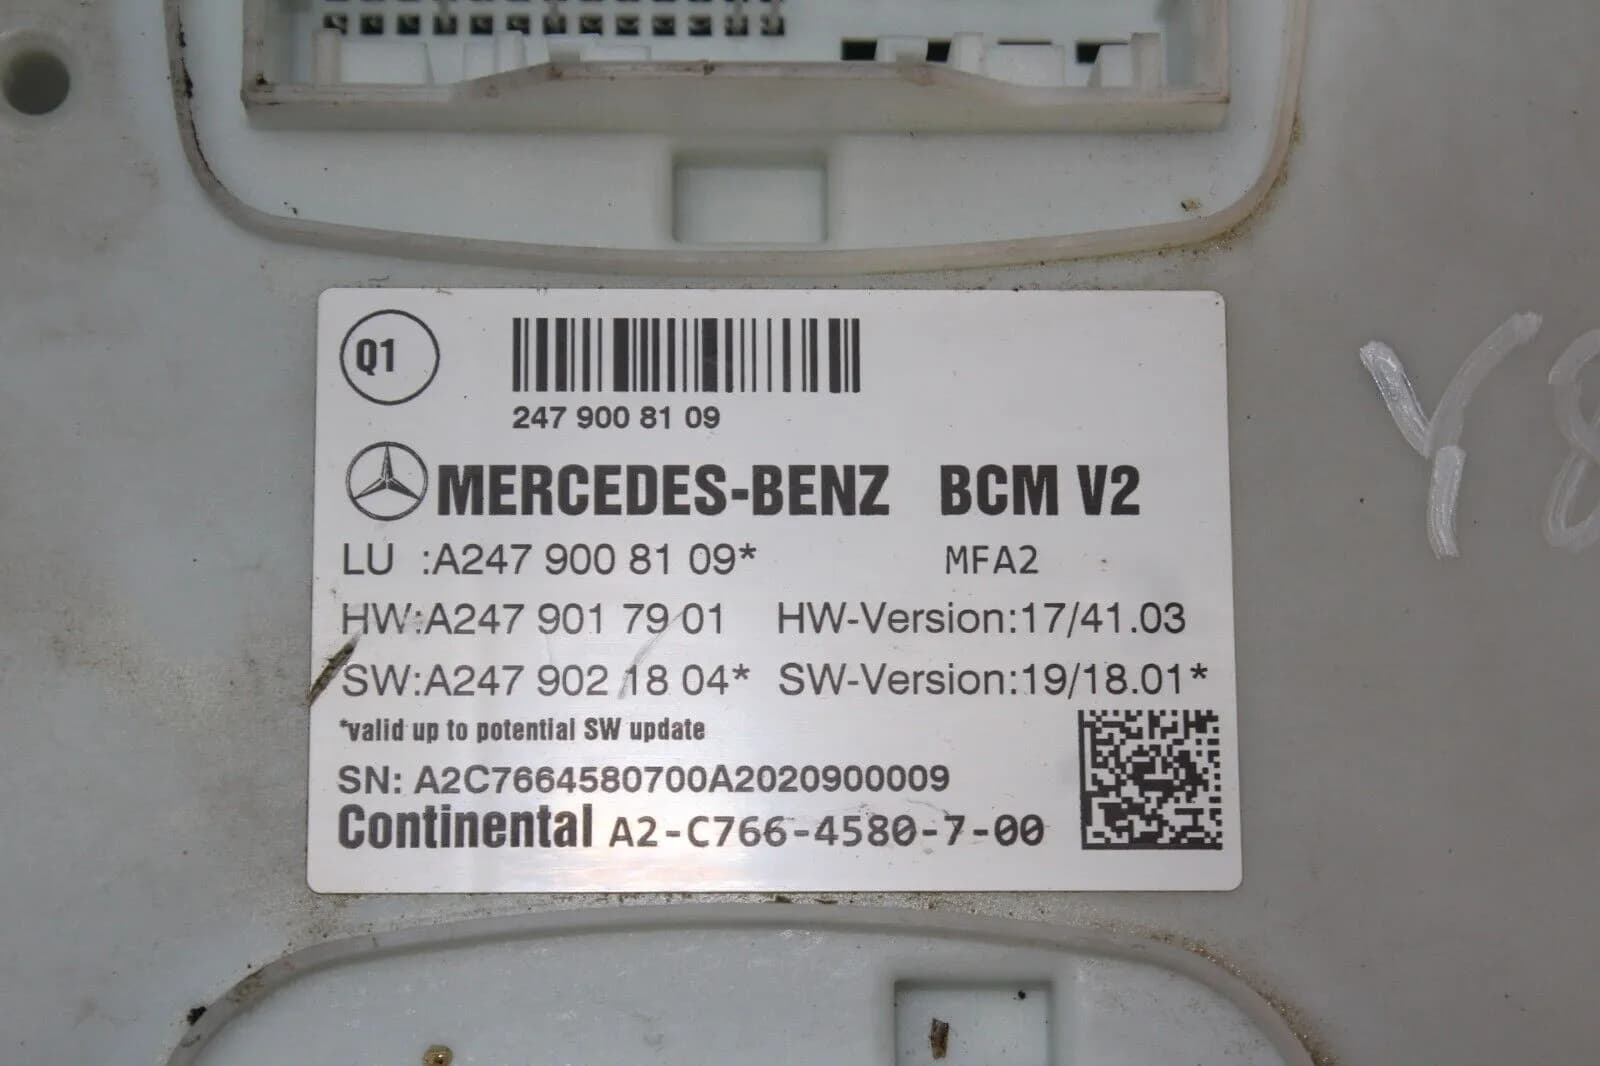 Q1
247 900 81 09
MERCEDES-BENZ BCM V2
LU :A247 900 81 09* MFA2
HW:A247 901 79 01 HW-Version:17/41.03
SW:A247 902 18 04* SW-Version:19/18.01*
*valid up to potential SW update
SN: A2C7664580700A2020900009
Continental A2-C766-4580-7-00
Y8